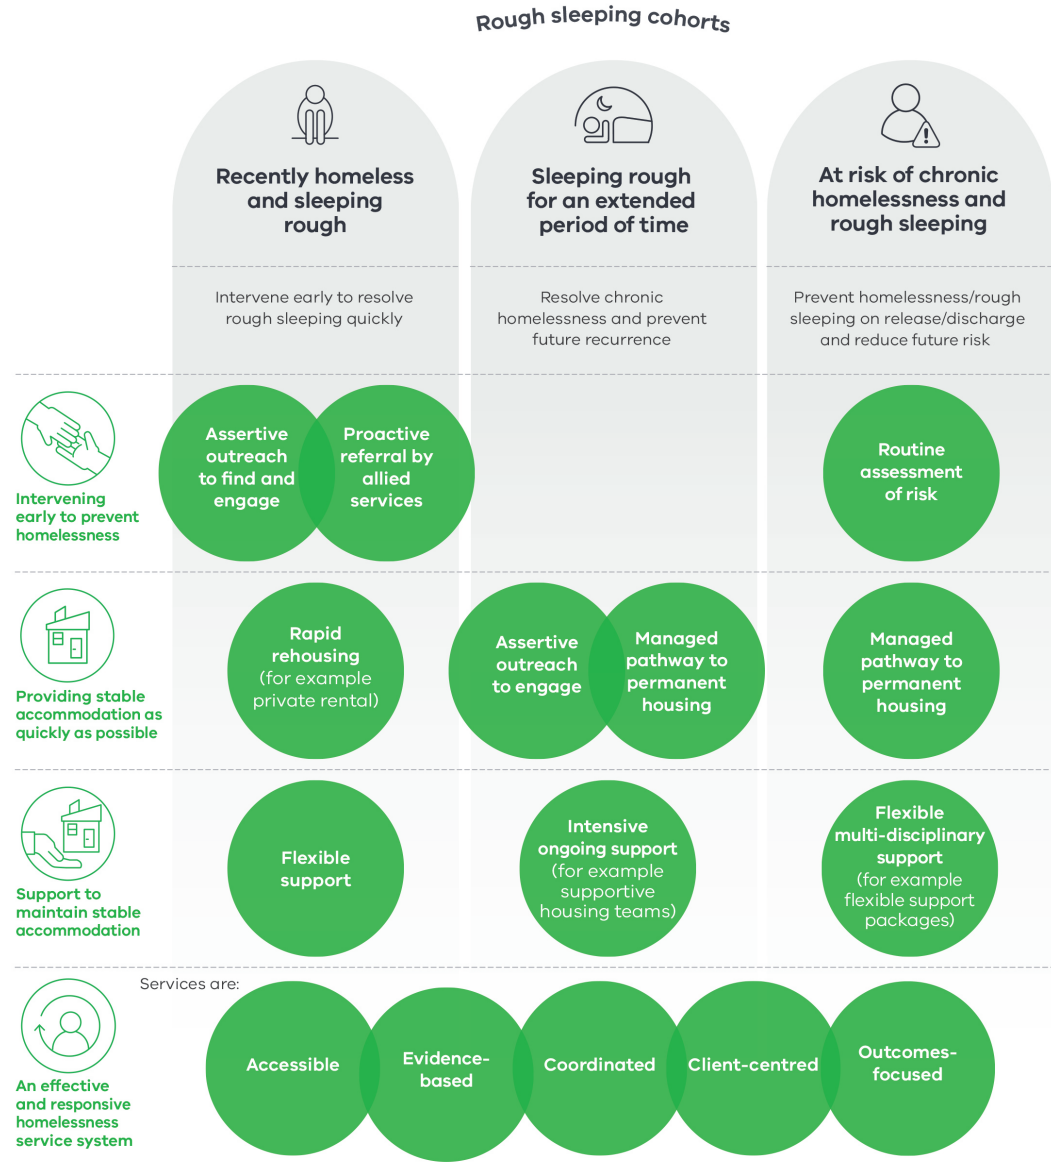 Rough sleeping cohorts
Recently homeless
and sleeping
rough
Sleeping rough
for an extended
period of time
At risk of chronic
homelessness and
rough sleeping
Intervene early to resolve
rough sleeping quickly
Resolve chronic
homelessness and prevent
future recurrence
Prevent homelessness/rough
sleeping on release/discharge
and reduce future risk
Intervening
early to prevent
homelessness
Assertive
outreach
to find and
engage
Proactive
referral by
allied
services
Routine
assessment
of risk
Providing stable
accommodation as
quickly as possible
Rapid
rehousing
(for example
private rental)
Assertive
outreach
to engage
Managed
pathway to
permanent
housing
Managed
pathway to
permanent
housing
Support to
maintain stable
accommodation
Flexible
support
Intensive
ongoing support
(for example
supportive
housing teams)
Flexible
multi-disciplinary
support
(for example
flexible support
packages)
An effective
and responsive
homelessness
service system
Services are:
Accessible
Evidence-
based
Coordinated
Client-centred
Outcomes-
focused